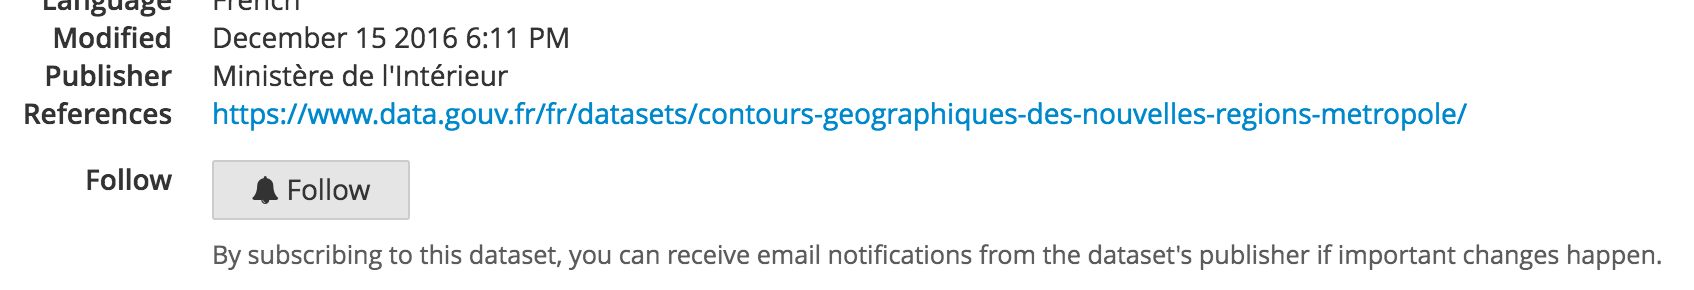 Language French
Modified December 15 2016 6:11 PM
Publisher Ministère de l'Intérieur
References https://www.data.gouv.fr/fr/datasets/contours-geographiques-des-nouvelles-regions-metropole/
Follow Follow
By subscribing to this dataset, you can receive email notifications from the dataset's publisher if important changes happen.